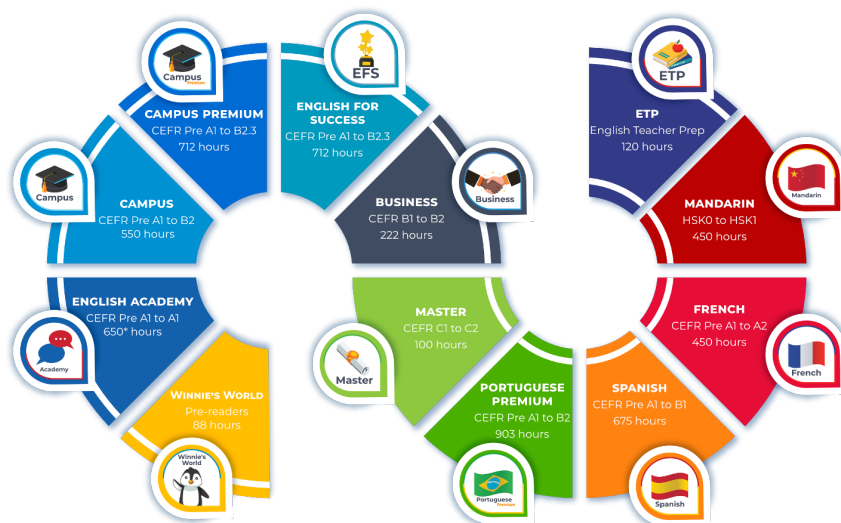 Campus
Premium
CAMPUS PREMIUM
CEFR Pre A1 to B2.3
712 hours
EFS
ENGLISH FOR
SUCCESS
CEFR Pre A1 to B2.3
712 hours
ETP
ETP
English Teacher Prep
120 hours
Campus
CAMPUS
CEFR Pre A1 to B2
550 hours
Business
BUSINESS
CEFR B1 to B2
222 hours
Mandarin
MANDARIN
HSK0 to HSK1
450 hours
Academy
ENGLISH ACADEMY
CEFR Pre A1 to A1
650* hours
Master
MASTER
CEFR C1 to C2
100 hours
French
FRENCH
CEFR Pre A1 to A2
450 hours
WINNIE'S WORLD
Pre-readers
88 hours
Winnie's
World
PORTUGUESE
PREMIUM
CEFR Pre A1 to B2
903 hours
Portuguese
Premium
SPANISH
CEFR Pre A1 to B1
675 hours
Spanish